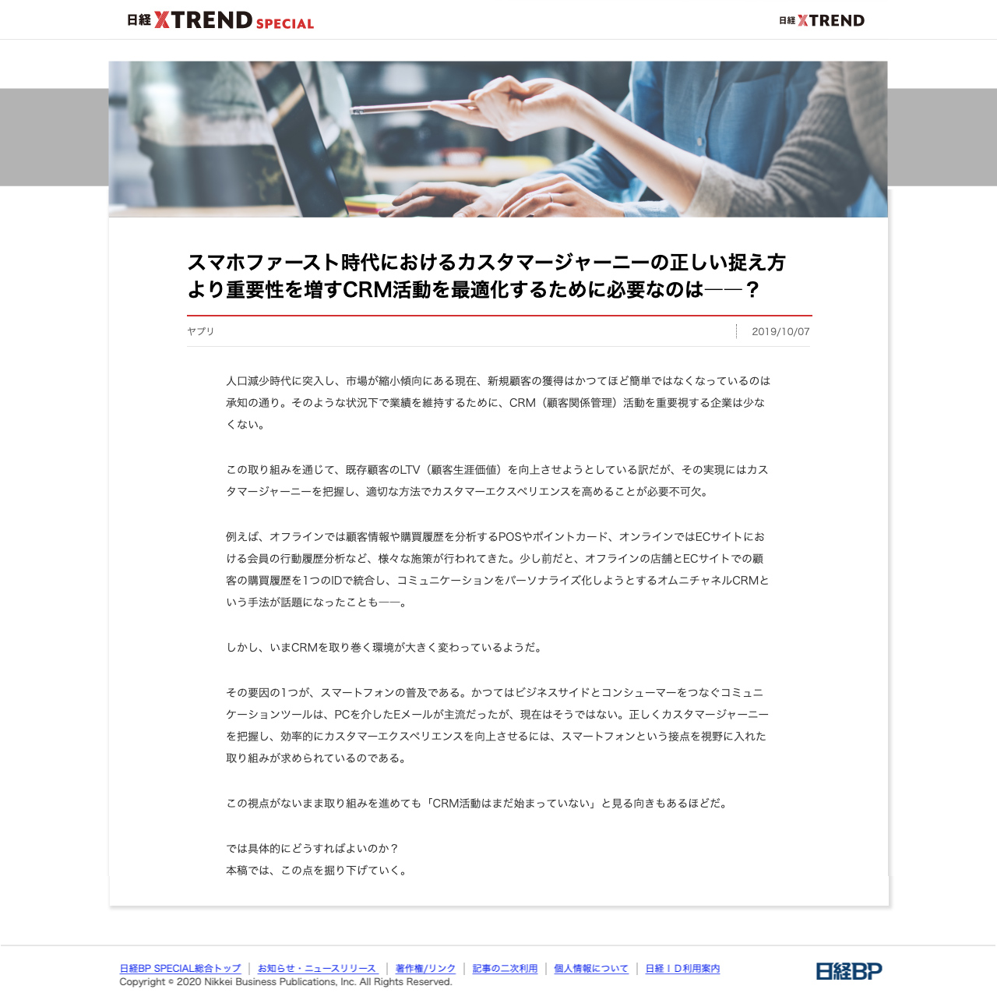 日経XTREND SPECIAL
日経XTREND
スマホファースト時代におけるカスタマージャーニーの正しい捉え方
より重要性を増すCRM活動を最適化するために必要なのは――？
ヤプリ
2019/10/07
人口減少時代に突入し、市場が縮小傾向にある現在、新規顧客の獲得はかつてほど簡単ではなくなっているのは
承知の通り。そのような状況下で業績を維持するために、CRM（顧客関係管理）活動を重要視する企業は少な
くない。
この取り組みを通じて、既存顧客のLTV（顧客生涯価値）を向上させようとしている訳だが、その実現にはカス
タマージャーニーを把握し、適切な方法でカスタマーエクスペリエンスを高めることが必要不可欠。
例えば、オフラインでは顧客情報や購買履歴を分析するPOSやポイントカード、オンラインではECサイトにお
ける会員の行動履歴分析など、様々な施策が行われてきた。少し前だと、オフラインの店舗とECサイトでの顧
客の購買履歴を1つのIDで統合し、コミュニケーションをパーソナライズ化しようとするオムニチャネルCRMと
いう手法が話題になったことも――。
しかし、いまCRMを取り巻く環境が大きく変わっているようだ。
その要因の1つが、スマートフォンの普及である。かつてはビジネスサイドとコンシューマーをつなぐコミュニ
ケーションツールは、PCを介したEメールが主流だったが、現在はそうではない。正しくカスタマージャーニー
を把握し、効率的にカスタマーエクスペリエンスを向上させるには、スマートフォンという接点を視野に入れた
取り組みが求められているのである。
この視点がないまま取り組みを進めても「CRM活動はまだ始まっていない」と見る向きもあるほどだ。
では具体的にどうすればよいのか？
本稿では、この点を掘り下げていく。
日経BP SPECIAL総合トップ｜お知らせ・ニュースリリース｜著作権/リンク｜記事の二次利用｜個人情報について｜日経ＩＤ利用案内
Copyright © 2020 Nikkei Business Publications, Inc. All Rights Reserved.
日経BP